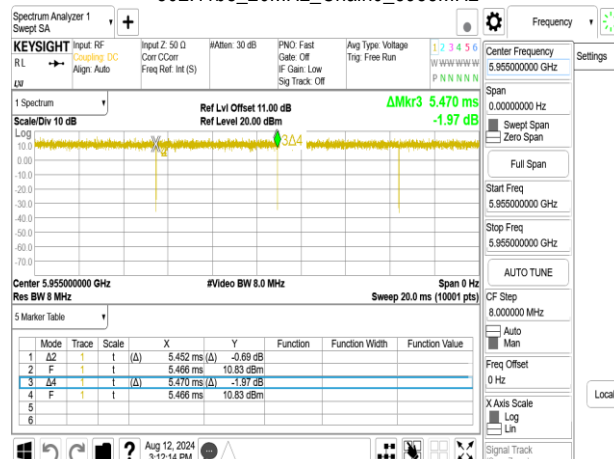 Spectrum Analyzer 1
Swept SA
Frequency
KEYSIGHT
Input: RF
Input Z: 50 Ω
#Atten: 30 dB
PNO: Fast
Avg Type: Voltage
1 2 3 4 5 6
RL
Coupling: DC
Corr CCorr
Gate: Off
Trig: Free Run
W W W W W W
Align: Auto
Freq Ref: Int (S)
IF Gain: Low
P N N N N N
Sig Track: Off
LXI
Center Frequency
5.955000000 GHz
Settings
Span
0.00000000 Hz
Swept Span
Zero Span
Full Span
Start Freq
5.955000000 GHz
Stop Freq
5.955000000 GHz
AUTO TUNE
CF Step
8.000000 MHz
Auto
Man
Freq Offset
0 Hz
X Axis Scale
Log
Lin
Signal Track
Local
1 Spectrum
Ref Lvl Offset 11.00 dB
ΔMkr3 5.470 ms
Scale/Div 10 dB
Ref Level 20.00 dBm
-1.97 dB
Log
10.0
0.00
-10.0
-20.0
-30.0
-40.0
-50.0
-60.0
-70.0
3Δ4
Center 5.955000000 GHz
#Video BW 8.0 MHz
Span 0 Hz
Res BW 8 MHz
Sweep 20.0 ms (10001 pts)
5 Marker Table
Mode Trace Scale X Y Function Function Width Function Value
1 Δ2 1 t (Δ) 5.452 ms (Δ) -0.69 dB
2 F 1 t 5.466 ms 10.83 dBm
3 Δ4 1 t (Δ) 5.470 ms (Δ) -1.97 dB
4 F 1 t 5.466 ms 10.83 dBm
5
6
Aug 12, 2024
3:12:14 PM